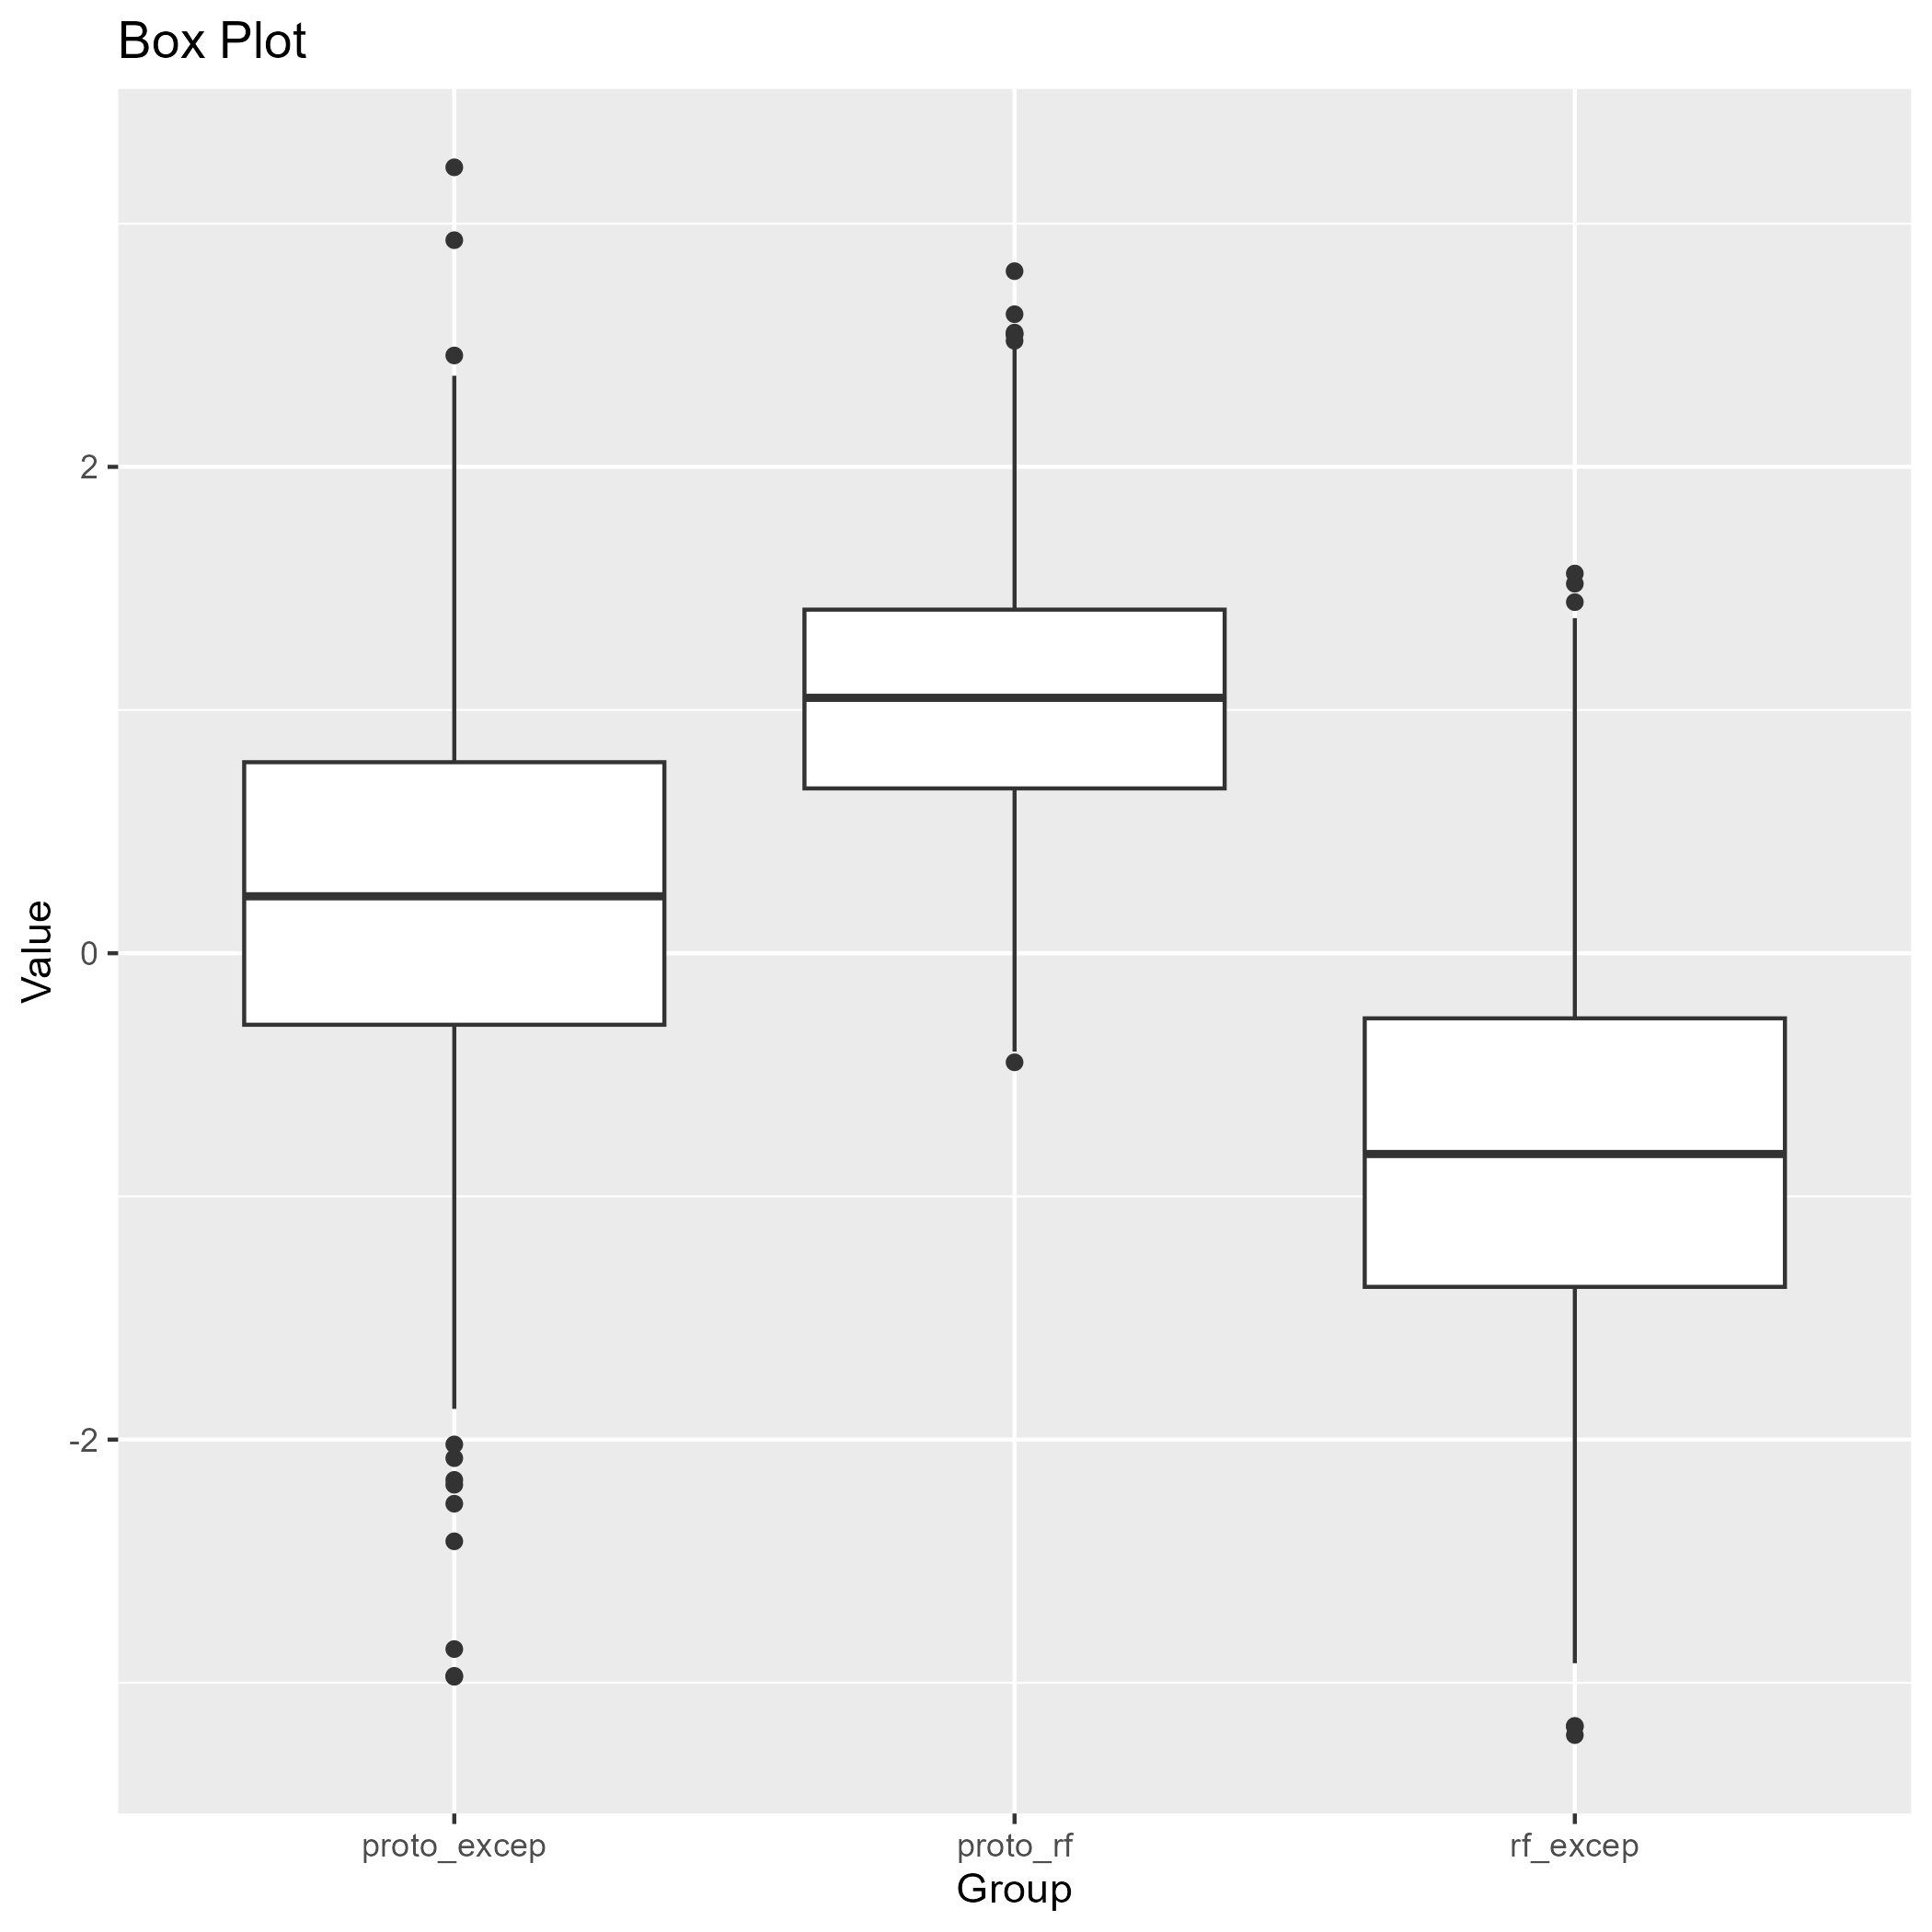 Box Plot
Value
2
0
-2
proto_excep
proto_rf
rf_excep
Group